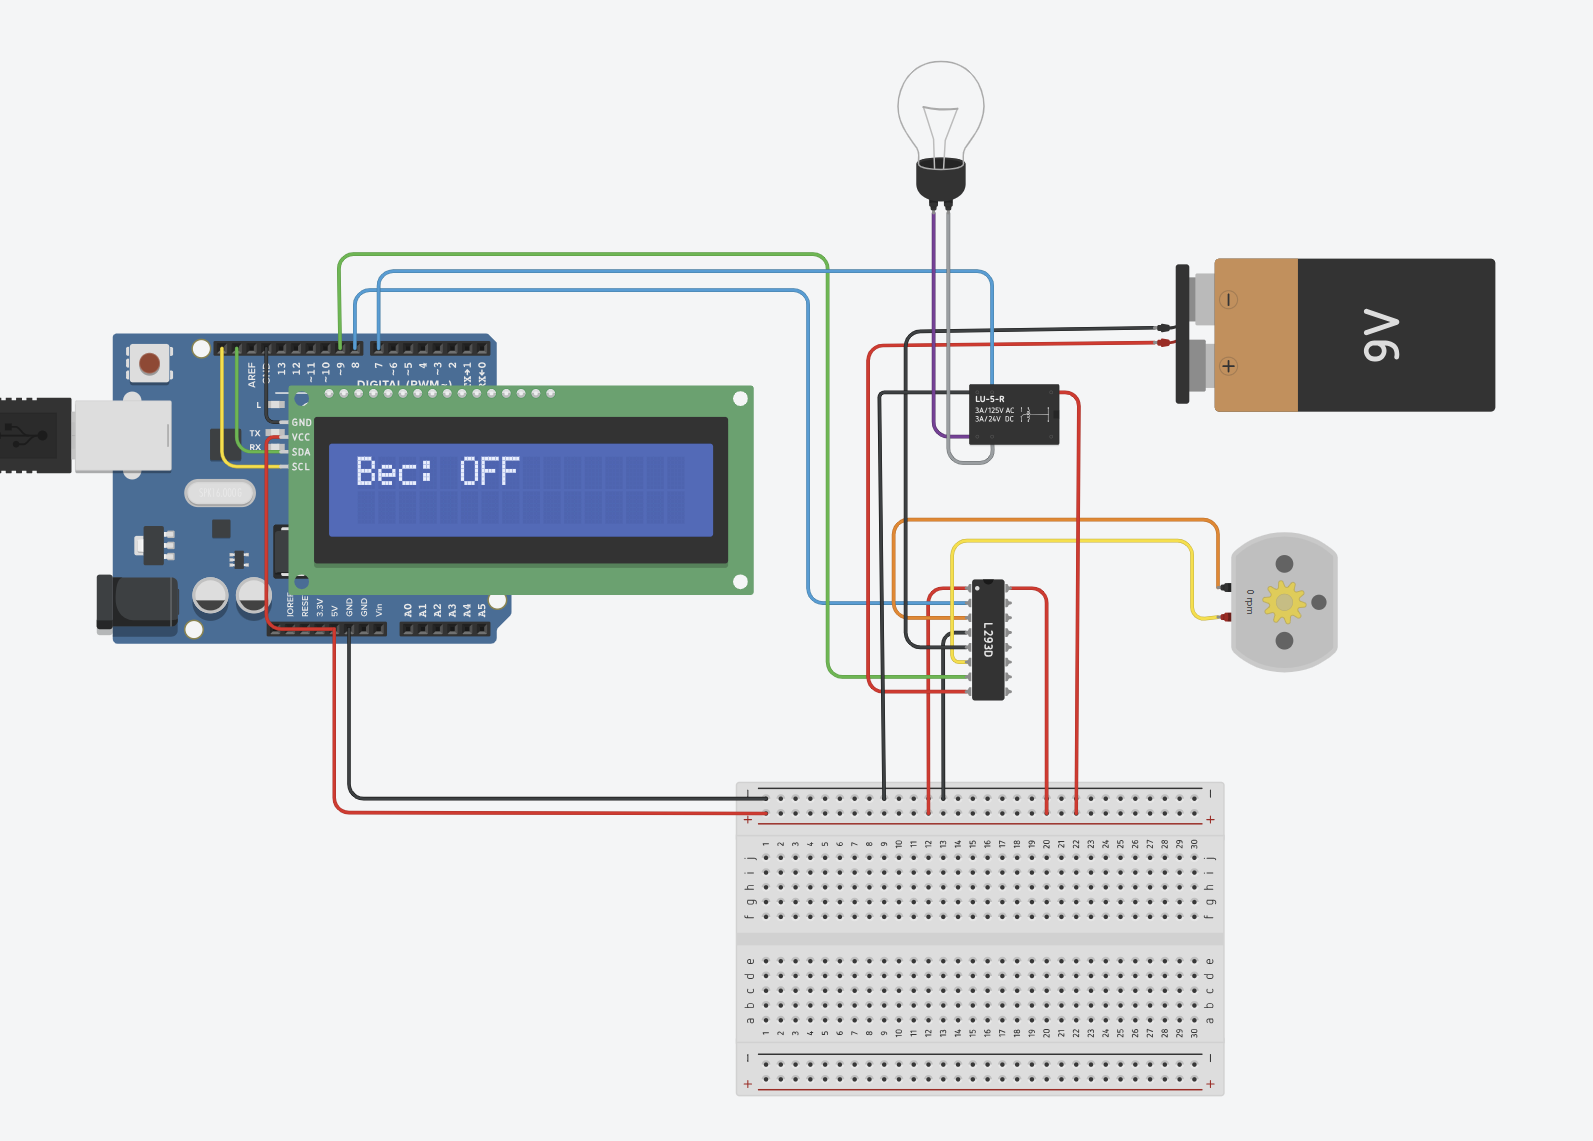 9V
−
+
AREF
GND
13
12
~11
~10
~9
8
7
~6
~5
4
~3
2
TX→1
RX←0
DIGITAL (PWM~)
L
TX
RX
GND
VCC
SDA
SCL
Bec: OFF
LU-5-R
3A/125V AC
3A/24V DC
IOREF
RESE
3.3V
5V
GND
GND
Vin
A0
A1
A2
A3
A4
A5
L293D
0 rpm
− −
+ +
1 2 3 4 5 6 7 8 9 10 11 12 13 14 15 16 17 18 19 20 21 22 23 24 25 26 27 28 29 30
j j
i i
h h
g g
f f
e e
d d
c c
b b
a a
1 2 3 4 5 6 7 8 9 10 11 12 13 14 15 16 17 18 19 20 21 22 23 24 25 26 27 28 29 30
− −
+ +